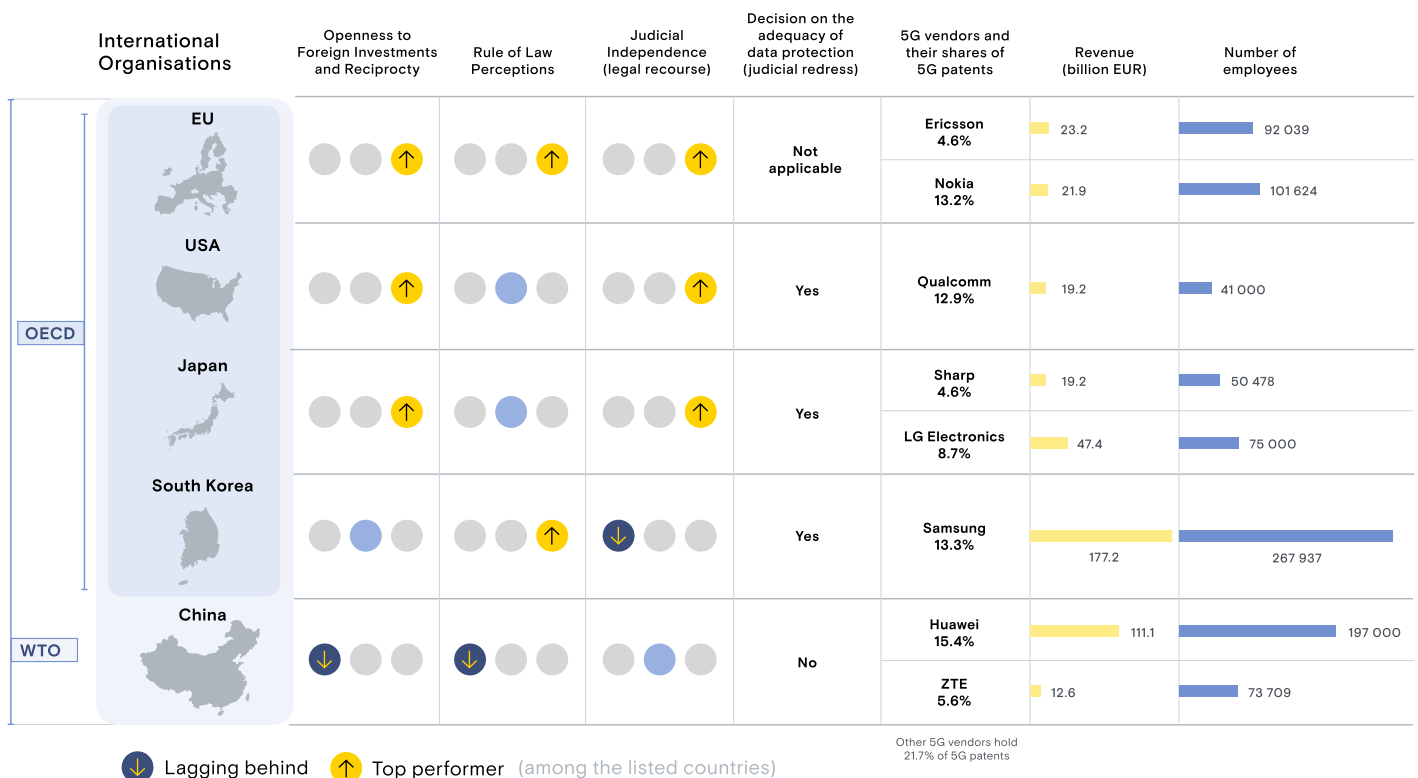 International
Organisations
Openness to
Foreign Investments
and Reciprocty
Rule of Law
Perceptions
Judicial
Independence
(legal recourse)
Decision on the
adequacy of
data protection
(judicial redress)
5G vendors and
their shares of
5G patents
Revenue
(billion EUR)
Number of
employees
OECD
WTO
EU
Not
applicable
Ericsson
4.6%
23.2
92 039
Nokia
13.2%
21.9
101 624
USA
Yes
Qualcomm
12.9%
19.2
41 000
Japan
Yes
Sharp
4.6%
19.2
50 478
LG Electronics
8.7%
47.4
75 000
South Korea
Yes
Samsung
13.3%
177.2
267 937
China
No
Huawei
15.4%
111.1
197 000
ZTE
5.6%
12.6
73 709
Other 5G vendors hold
21.7% of 5G patents
Lagging behind
Top performer (among the listed countries)